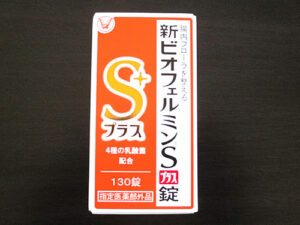 腸内フローラを整える
新ビオフェルミンSプラス錠
S+
プラス
4種の乳酸菌
配合
130錠
指定医薬部外品